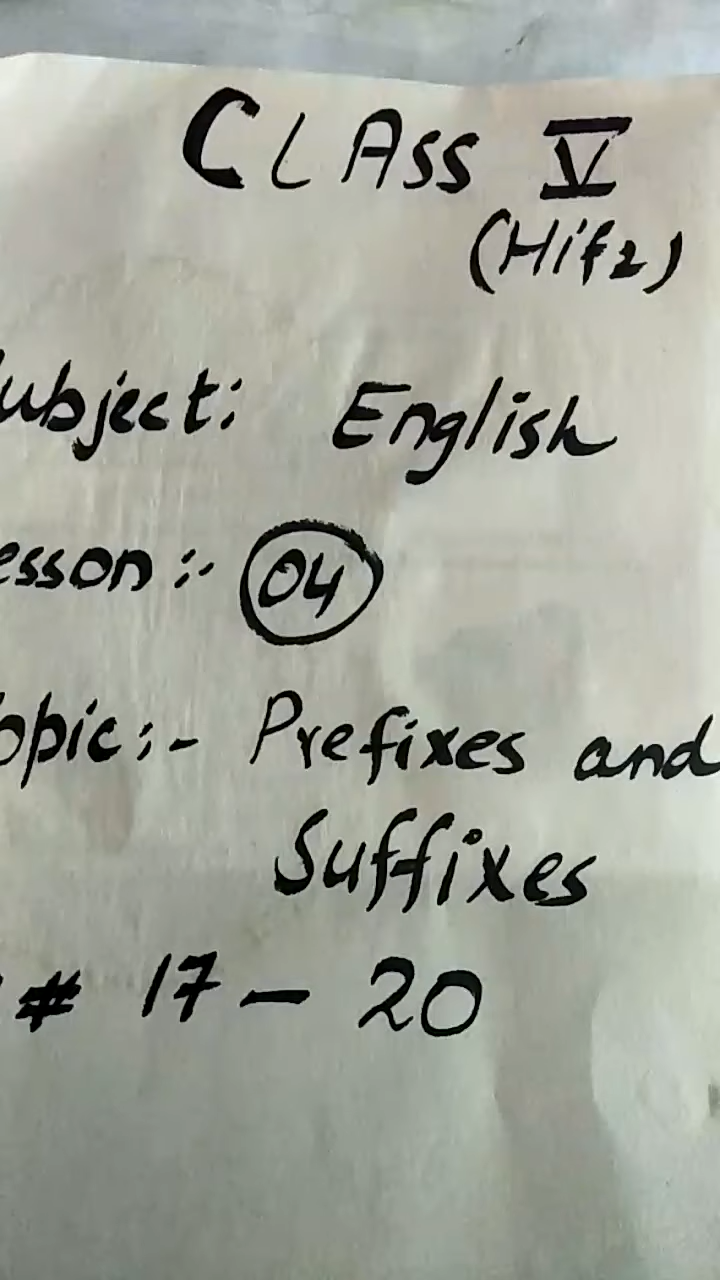 CLASS V
(Hifz)
ubject: English
esson :- 04
opic :- Prefixes and
Suffixes
# 17 - 20